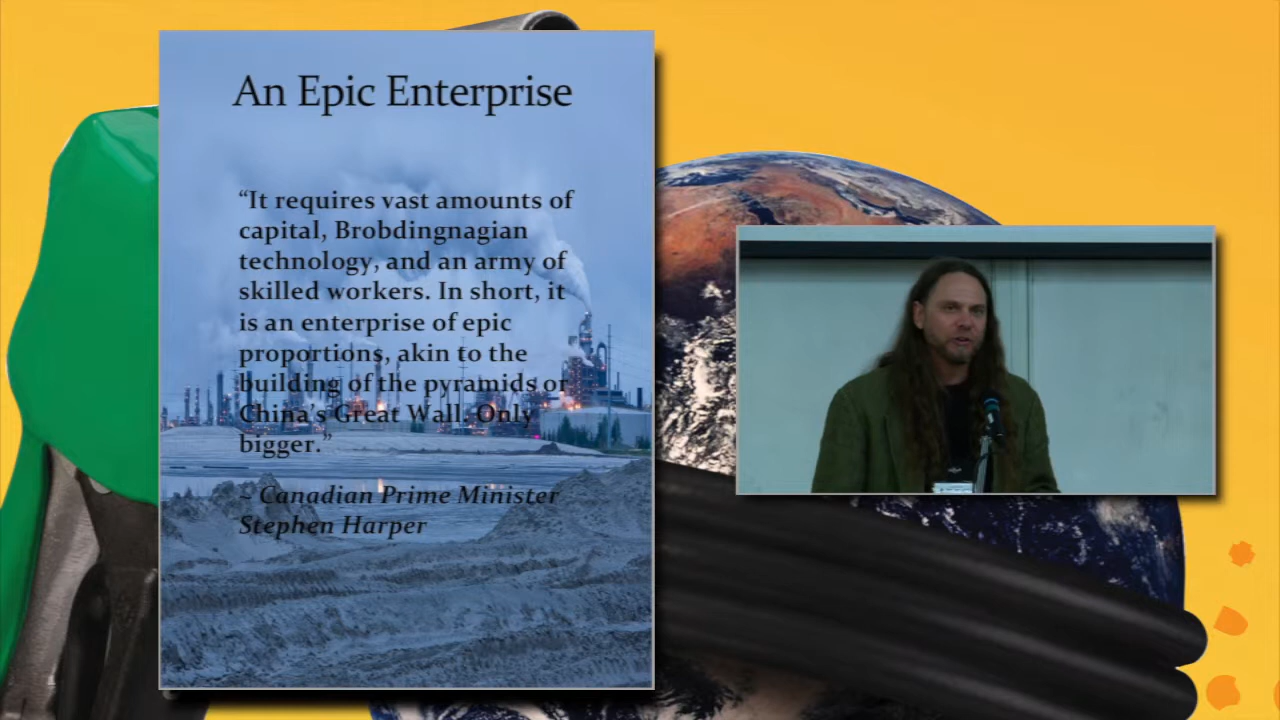 An Epic Enterprise
“It requires vast amounts of
capital, Brobdingnagian
technology, and an army of
skilled workers. In short, it
is an enterprise of epic
proportions, akin to the
building of the pyramids or
China’s Great Wall. Only
bigger.”
~ Canadian Prime Minister
Stephen Harper